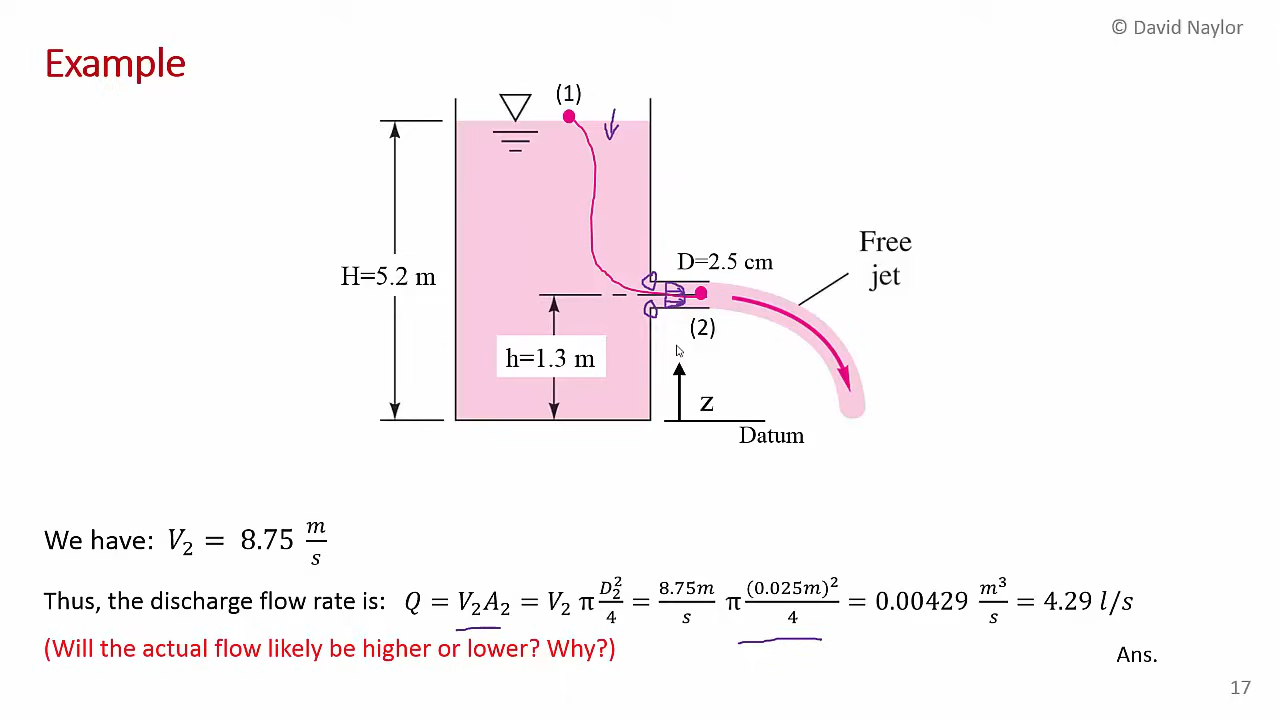 © David Naylor
Example
(1)
H=5.2 m
D=2.5 cm
Free
jet
(2)
h=1.3 m
z
Datum
We have: V₂ = 8.75 m/s
Thus, the discharge flow rate is: Q = V₂A₂ = V₂ π D₂²/4 = 8.75m/s π (0.025m)²/4 = 0.00429 m³/s = 4.29 l/s
(Will the actual flow likely be higher or lower? Why?)
Ans.
17